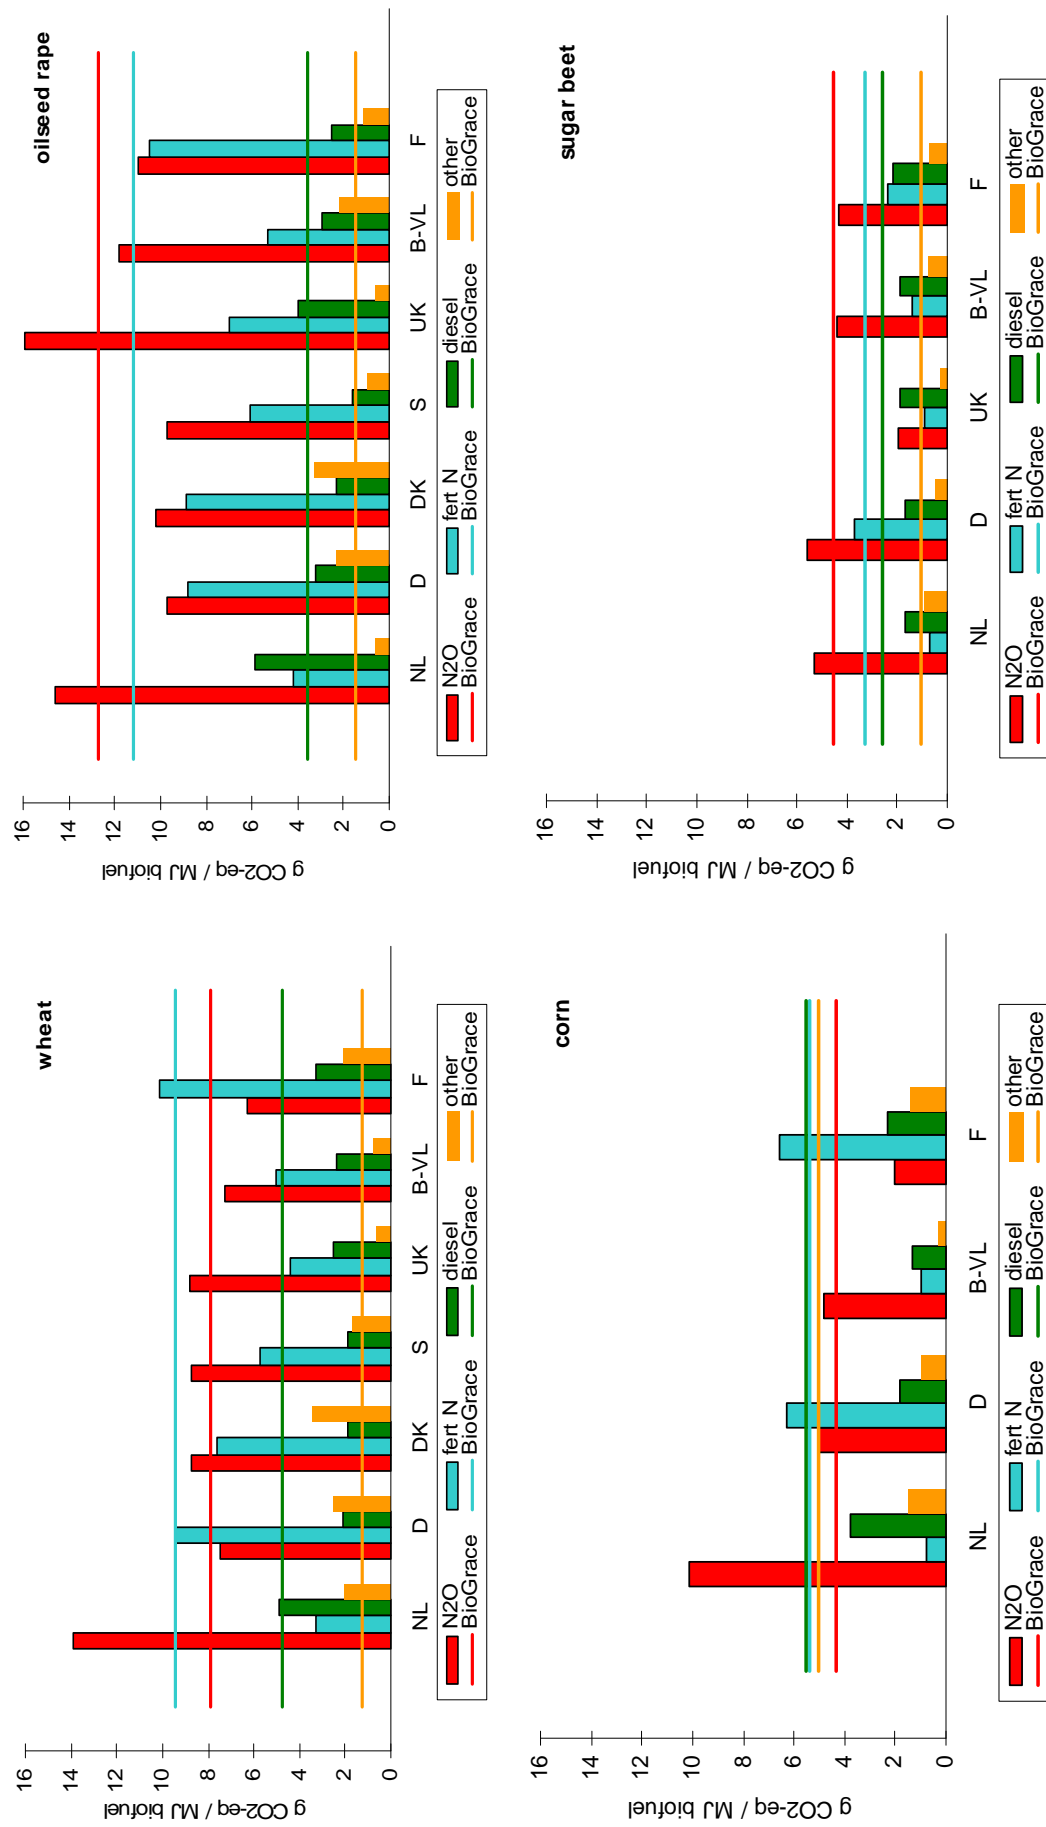 wheat
g CO2-eq / MJ biofuel
16
14
12
10
8
6
4
2
0
NL D DK S UK B-VL F
N2O fert N diesel other
BioGrace BioGrace BioGrace BioGrace
oilseed rape
g CO2-eq / MJ biofuel
16
14
12
10
8
6
4
2
0
NL D DK S UK B-VL F
N2O fert N diesel other
BioGrace BioGrace BioGrace BioGrace
corn
g CO2-eq / MJ biofuel
16
14
12
10
8
6
4
2
0
NL D B-VL F
N2O fert N diesel other
BioGrace BioGrace BioGrace BioGrace
sugar beet
g CO2-eq / MJ biofuel
16
14
12
10
8
6
4
2
0
NL D UK B-VL F
N2O fert N diesel other
BioGrace BioGrace BioGrace BioGrace